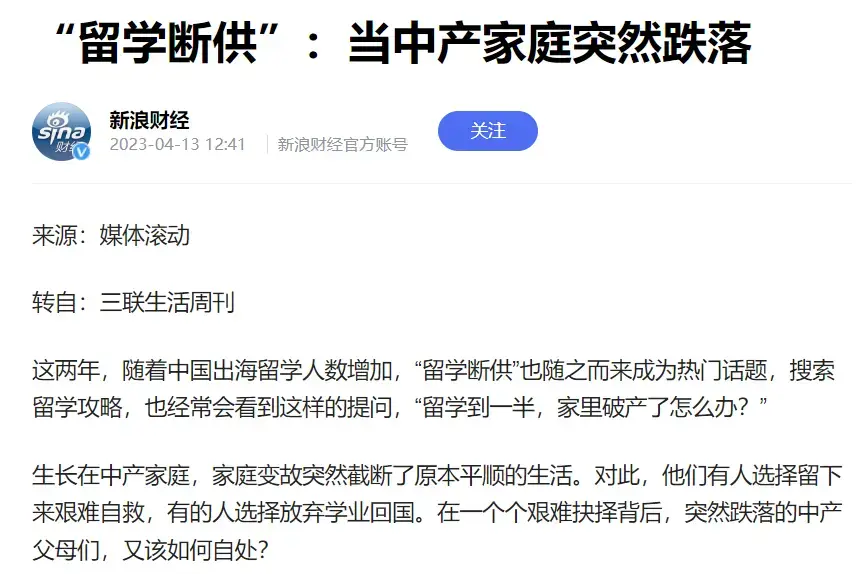 “留学断供”：当中产家庭突然跌落
sina
财经
新浪财经
2023-04-13 12:41
新浪财经官方账号
关注
来源：媒体滚动
转自：三联生活周刊
这两年，随着中国出海留学人数增加，“留学断供”也随之而来成为热门话题，搜索
留学攻略，也经常会看到这样的提问，“留学到一半，家里破产了怎么办？”
生长在中产家庭，家庭变故突然截断了原本平顺的生活。对此，他们有人选择留下
来艰难自救，有的人选择放弃学业回国。在一个个艰难抉择背后，突然跌落的中产
父母们，又该如何自处？